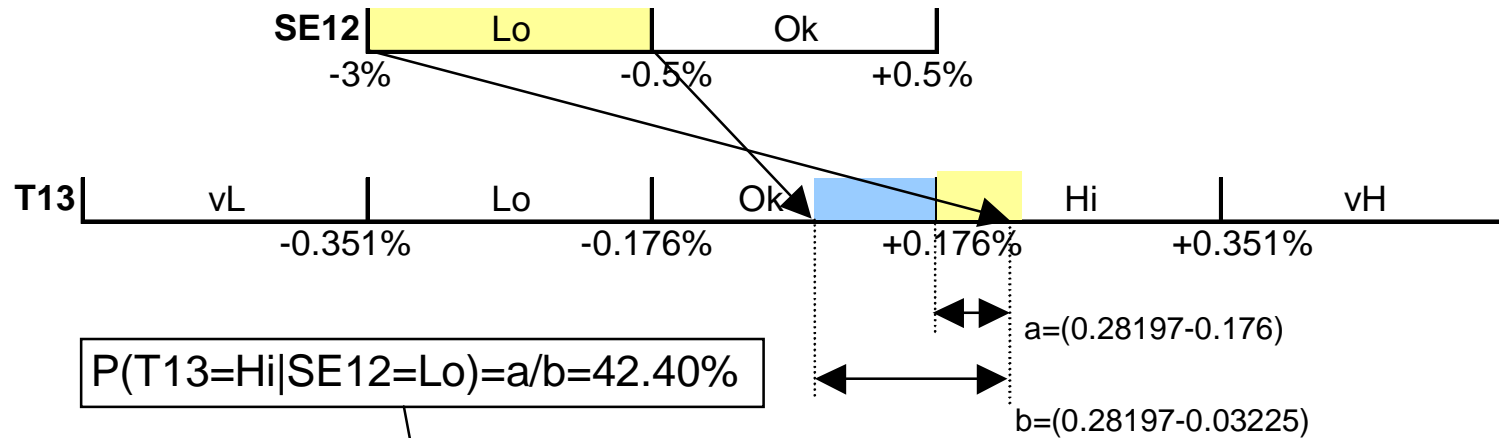 SE12 Lo Ok
-3% -0.5% +0.5%
T13 vL Lo Ok Hi vH
-0.351% -0.176% +0.176% +0.351%
a=(0.28197-0.176)
P(T13=Hi|SE12=Lo)=a/b=42.40%
b=(0.28197-0.03225)